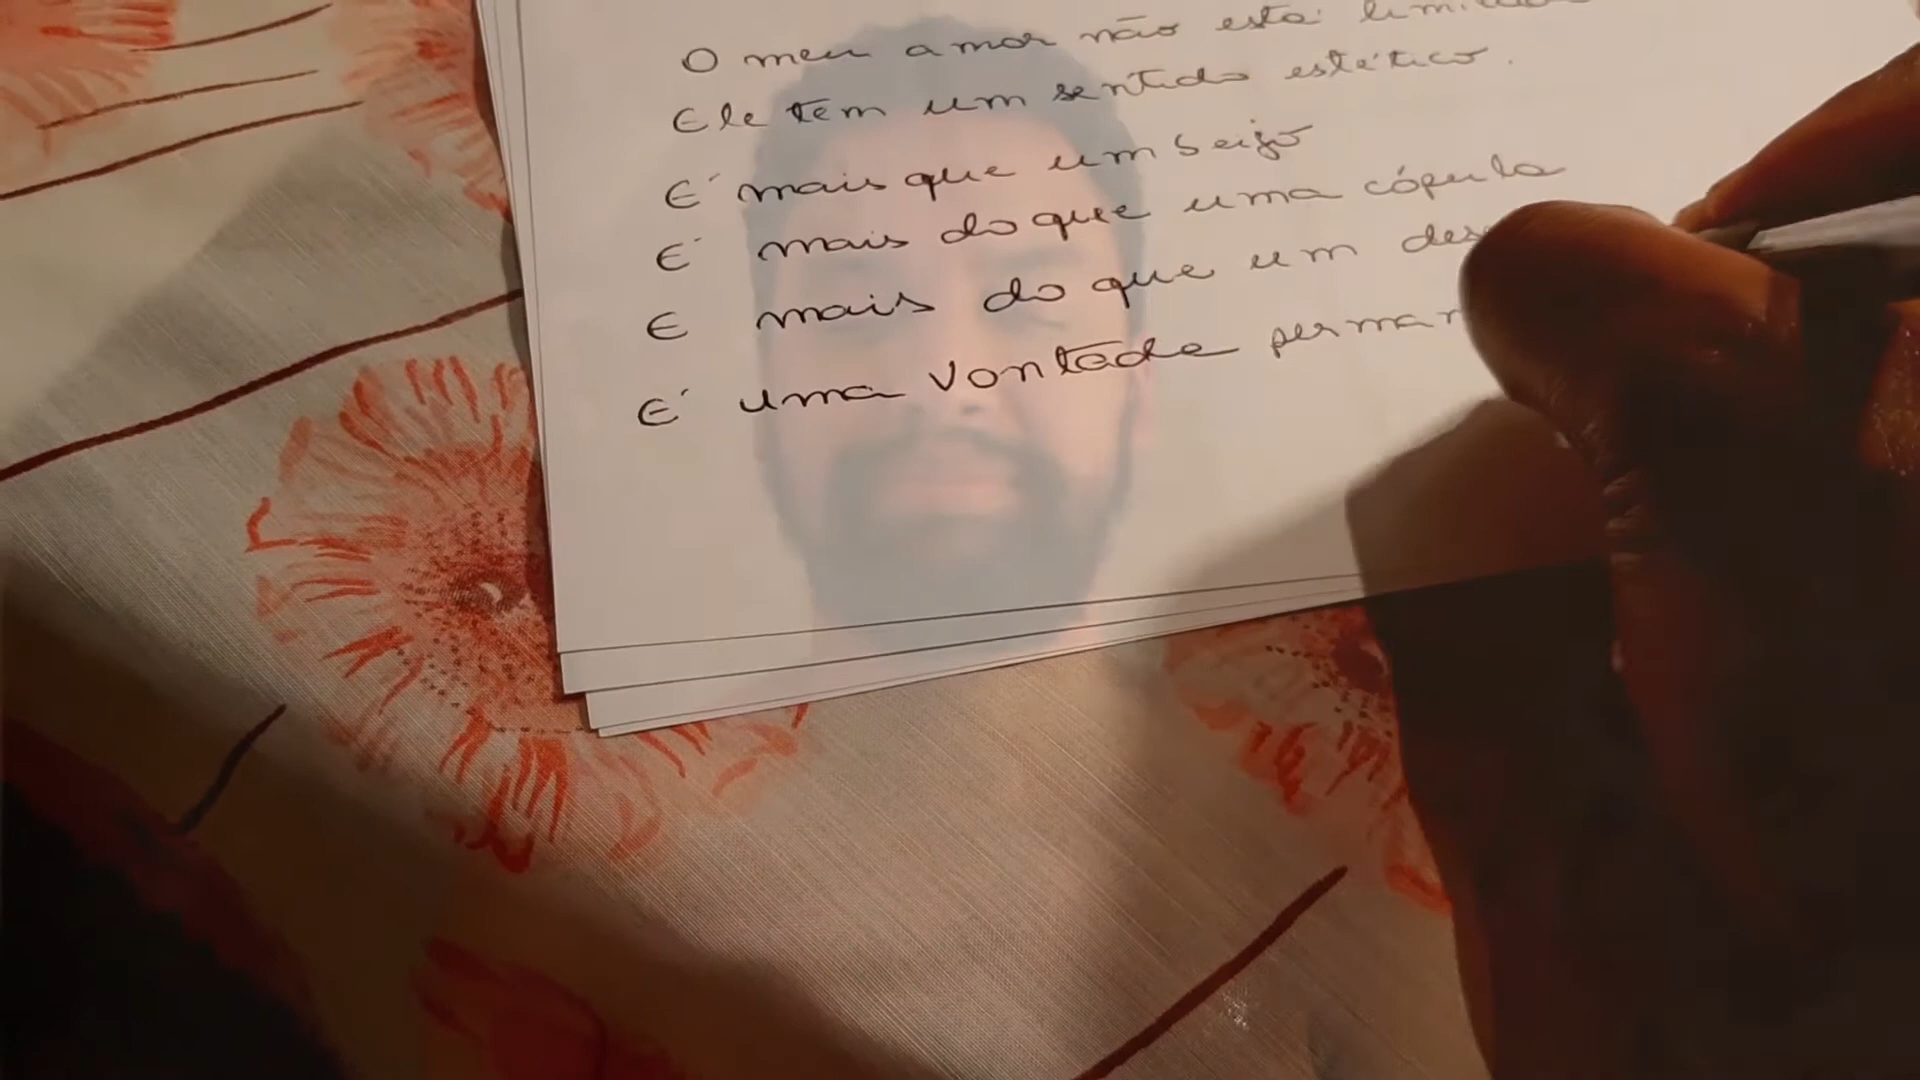 O meu amor não está
Ele tem um sentido estético.
É mais que um beijo
É mais do que uma cópula
E mais do que um
É uma vontade